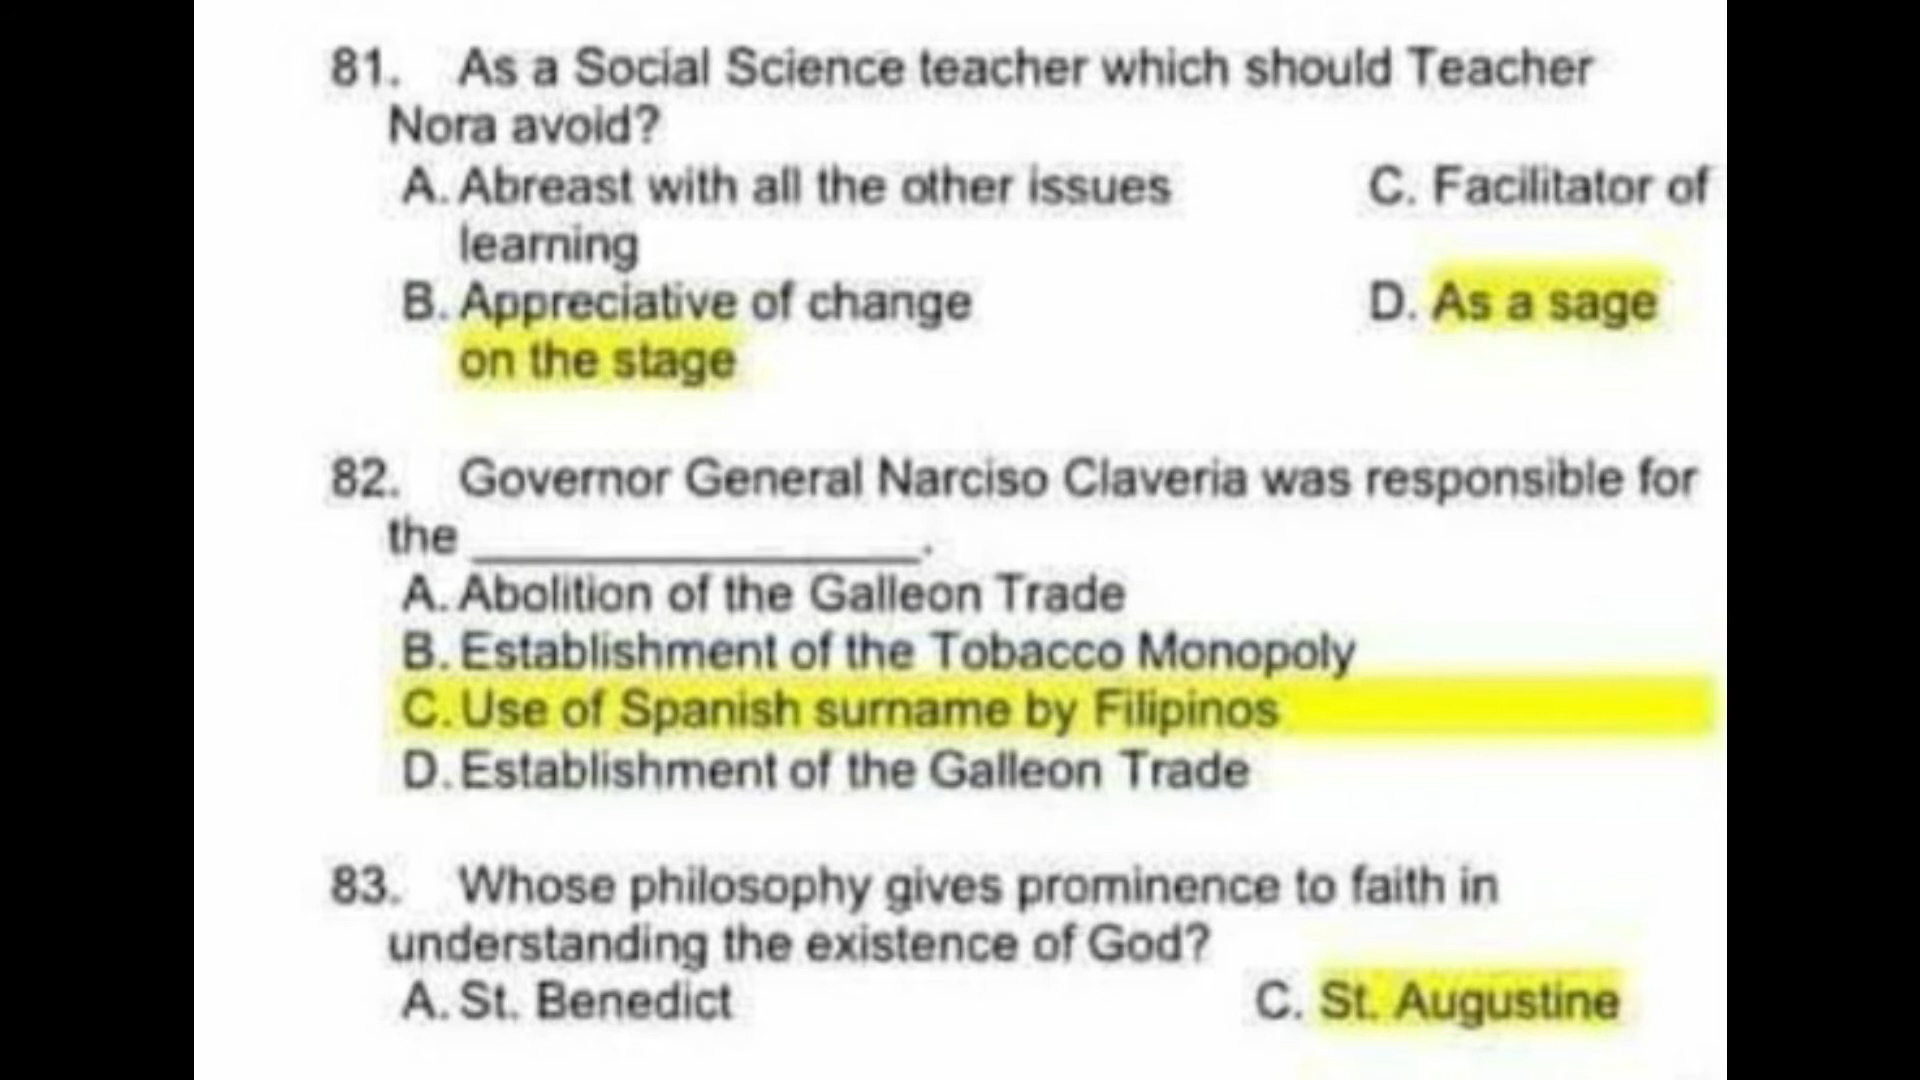 81. As a Social Science teacher which should Teacher
Nora avoid?
A. Abreast with all the other issues C. Facilitator of
learning
B. Appreciative of change D. As a sage
on the stage
82. Governor General Narciso Claveria was responsible for
the _________________.
A. Abolition of the Galleon Trade
B. Establishment of the Tobacco Monopoly
C. Use of Spanish surname by Filipinos
D. Establishment of the Galleon Trade
83. Whose philosophy gives prominence to faith in
understanding the existence of God?
A. St. Benedict C. St. Augustine